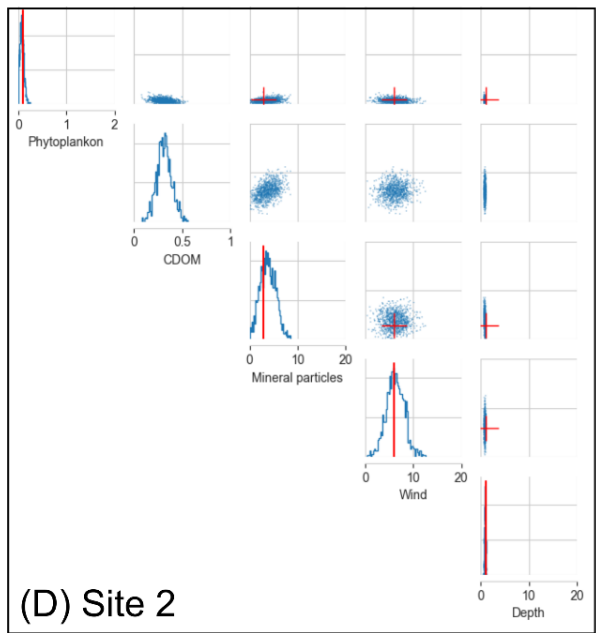 0 1 2
Phytoplankon
0 0.5 1
CDOM
0 10 20
Mineral particles
0 10 20
Wind
0 10 20
Depth
(D) Site 2